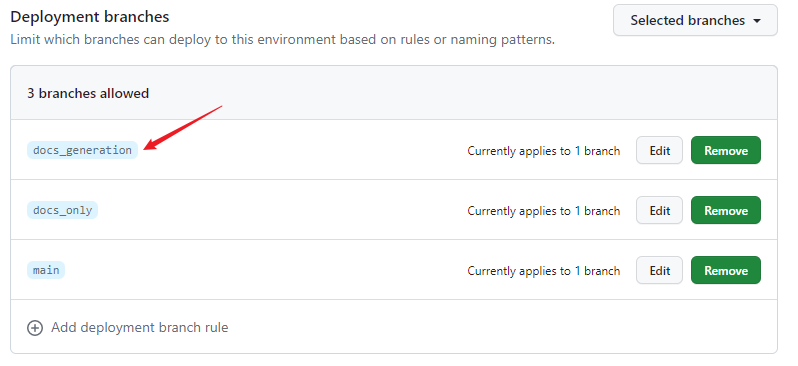 Deployment branches
Selected branches
Limit which branches can deploy to this environment based on rules or naming patterns.
3 branches allowed
docs_generation Currently applies to 1 branch Edit Remove
docs_only Currently applies to 1 branch Edit Remove
main Currently applies to 1 branch Edit Remove
Add deployment branch rule